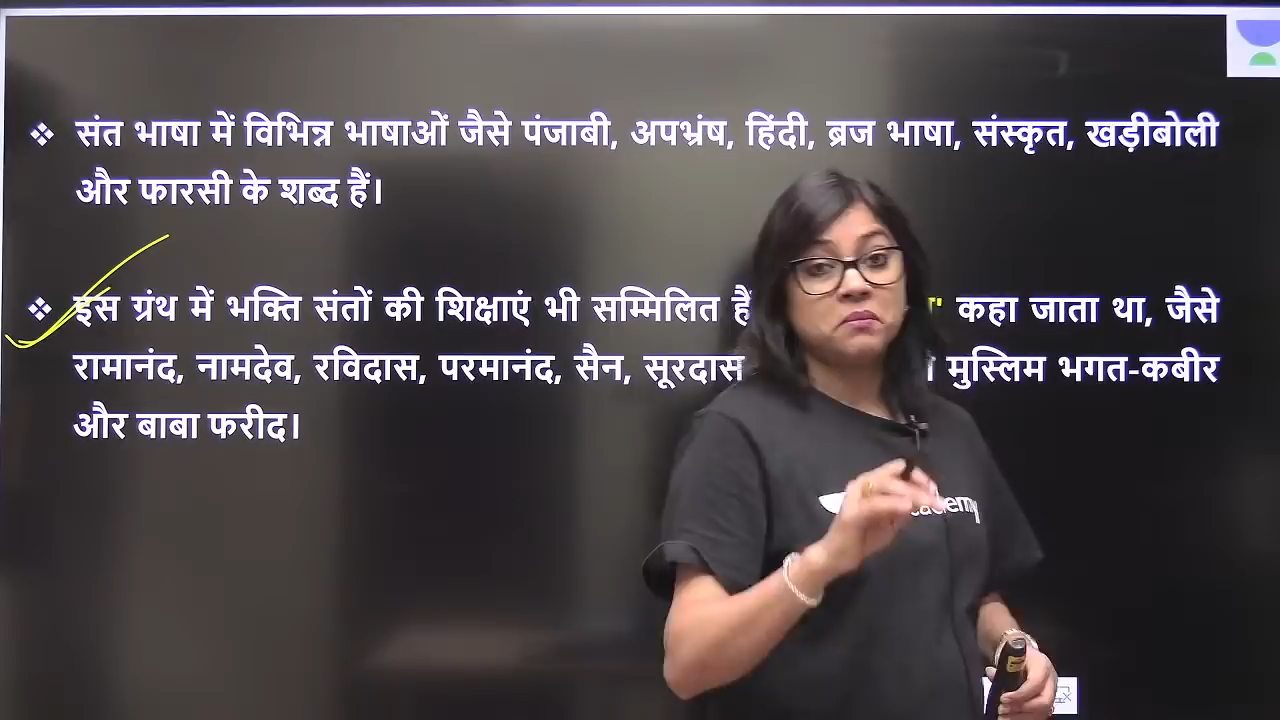 ❖ संत भाषा में विभिन्न भाषाओं जैसे पंजाबी, अपभ्रंष, हिंदी, ब्रज भाषा, संस्कृत, खड़ीबोली
और फारसी के शब्द हैं।
❖ इस ग्रंथ में भक्ति संतों की शिक्षाएं भी सम्मिलित कहा जाता था, जैसे
रामानंद, नामदेव, रविदास, परमानंद, सैन, सूरदास मुस्लिम भगत-कबीर
और बाबा फरीद।